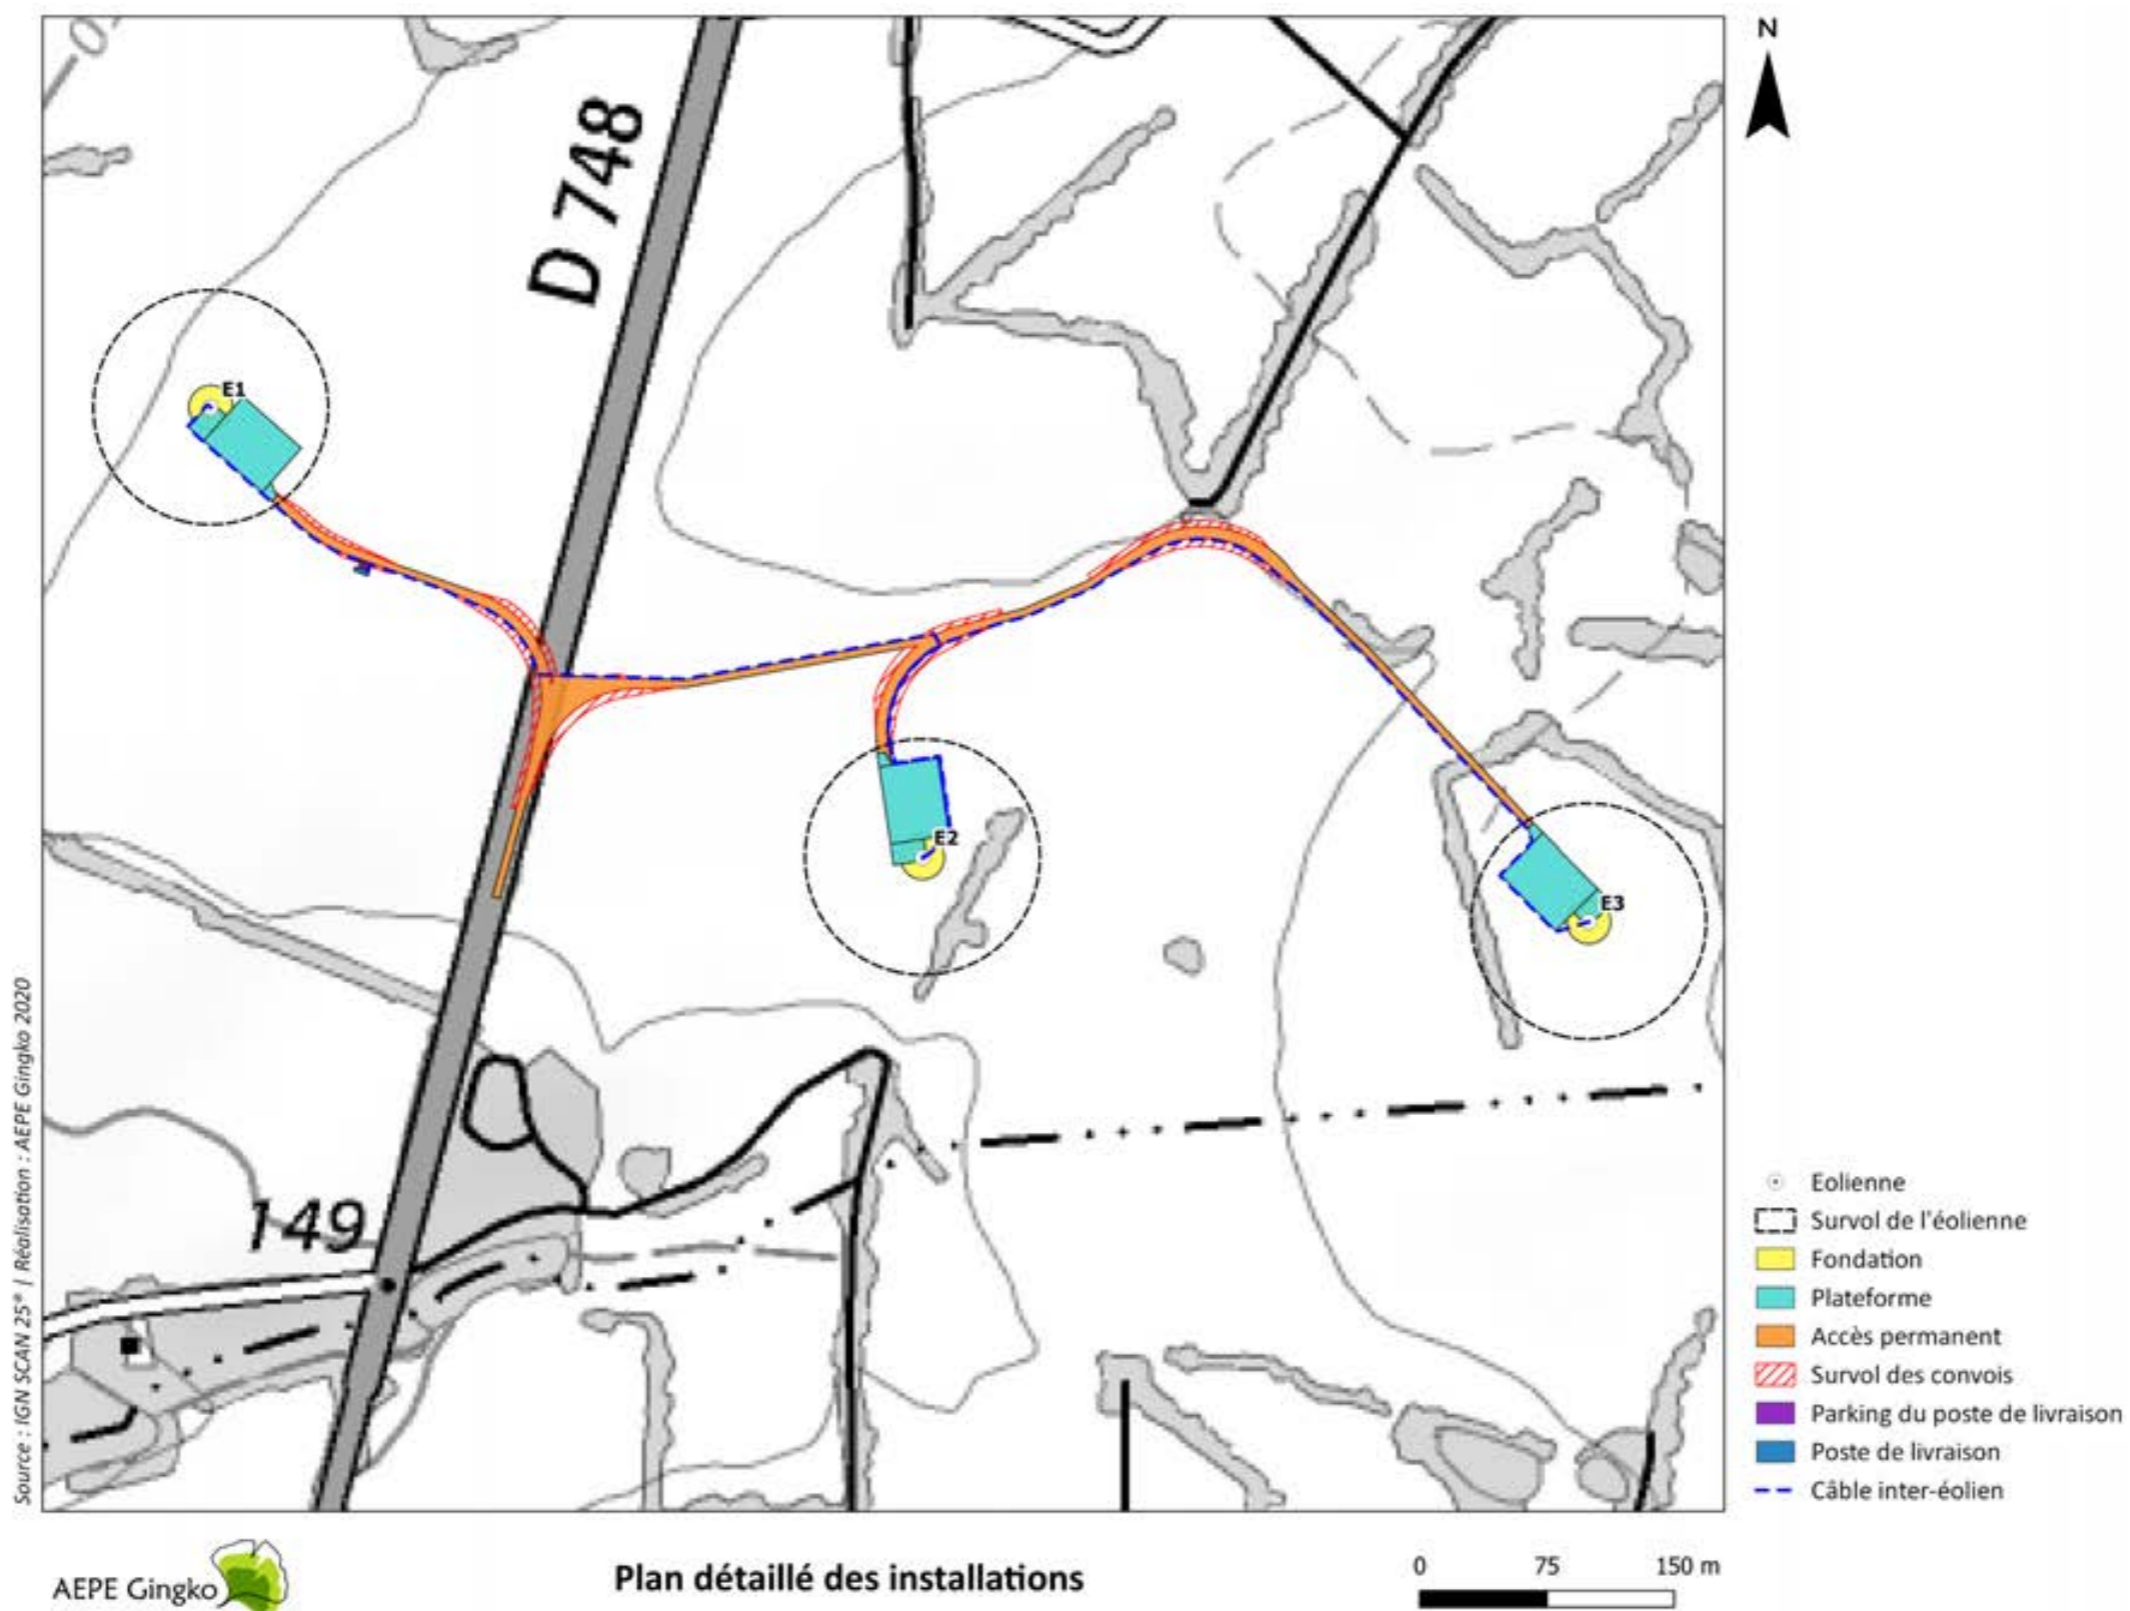 N
D 748
E1
E2
E3
149
Source : IGN SCAN 25® | Réalisation : AEPE Gingko 2020
Eolienne
Survol de l'éolienne
Fondation
Plateforme
Accès permanent
Survol des convois
Parking du poste de livraison
Poste de livraison
Câble inter-éolien
AEPE Gingko
Plan détaillé des installations
0 75 150 m